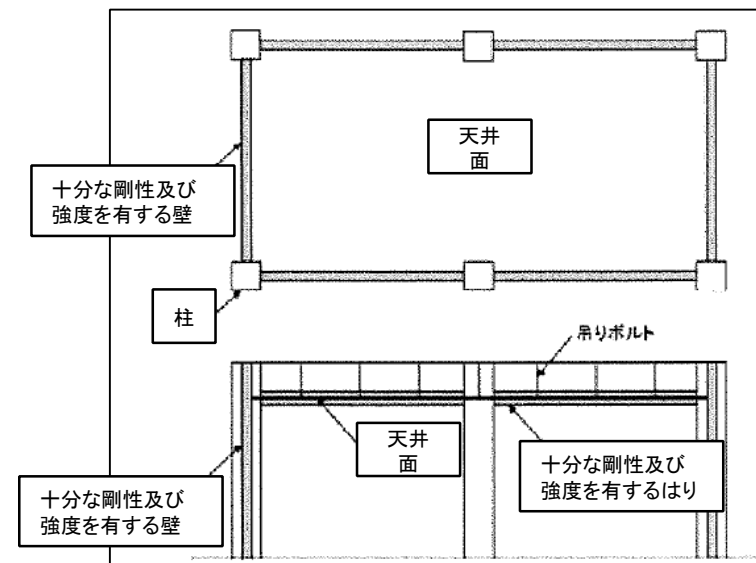 天井
面
十分な剛性及び
強度を有する壁
柱
吊りボルト
天井
面
十分な剛性及び
強度を有するはり
十分な剛性及び
強度を有する壁